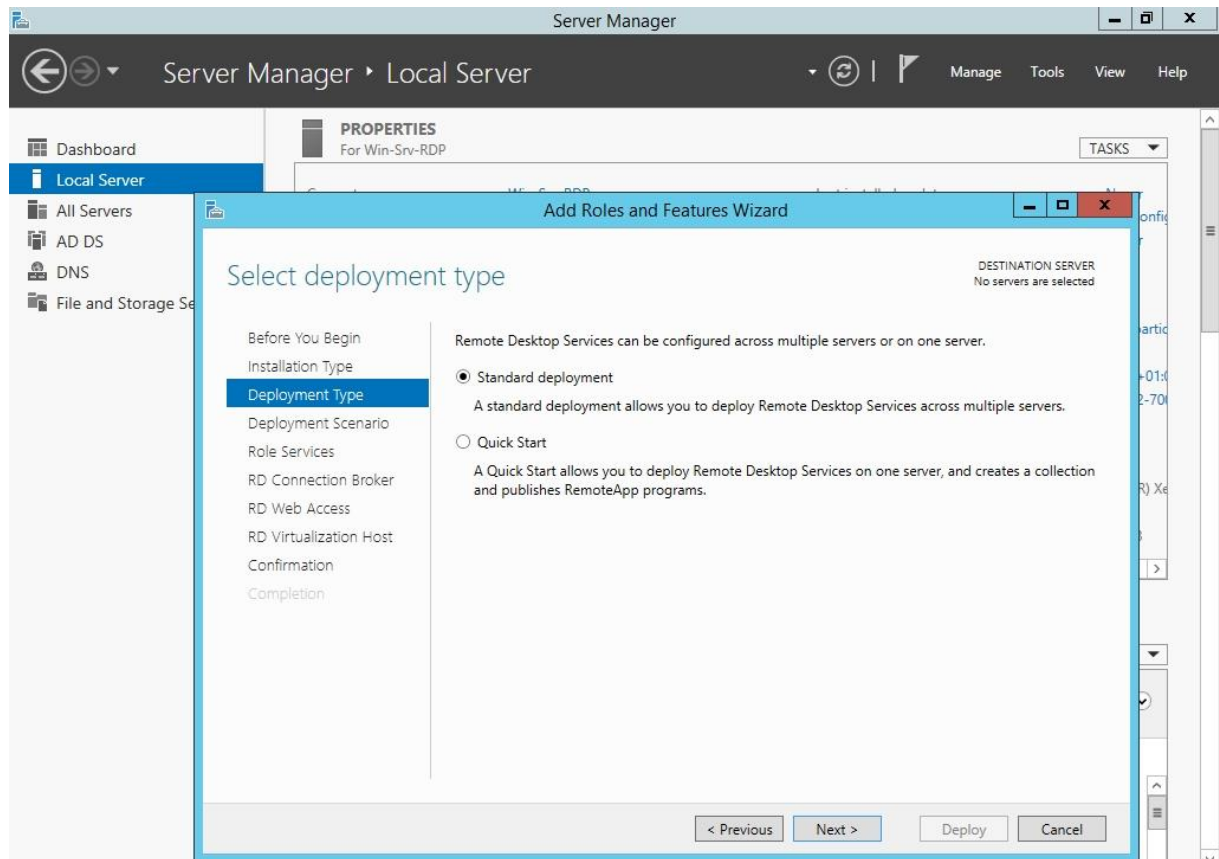 Server Manager
Server Manager ‣ Local Server
Manage Tools View Help
Dashboard
Local Server
All Servers
AD DS
DNS
File and Storage Se
PROPERTIES
For Win-Srv-RDP
TASKS
Add Roles and Features Wizard
Select deployment type
DESTINATION SERVER
No servers are selected
Before You Begin
Installation Type
Deployment Type
Deployment Scenario
Role Services
RD Connection Broker
RD Web Access
RD Virtualization Host
Confirmation
Completion
Remote Desktop Services can be configured across multiple servers or on one server.
Standard deployment
A standard deployment allows you to deploy Remote Desktop Services across multiple servers.
Quick Start
A Quick Start allows you to deploy Remote Desktop Services on one server, and creates a collection
and publishes RemoteApp programs.
< Previous Next > Deploy Cancel